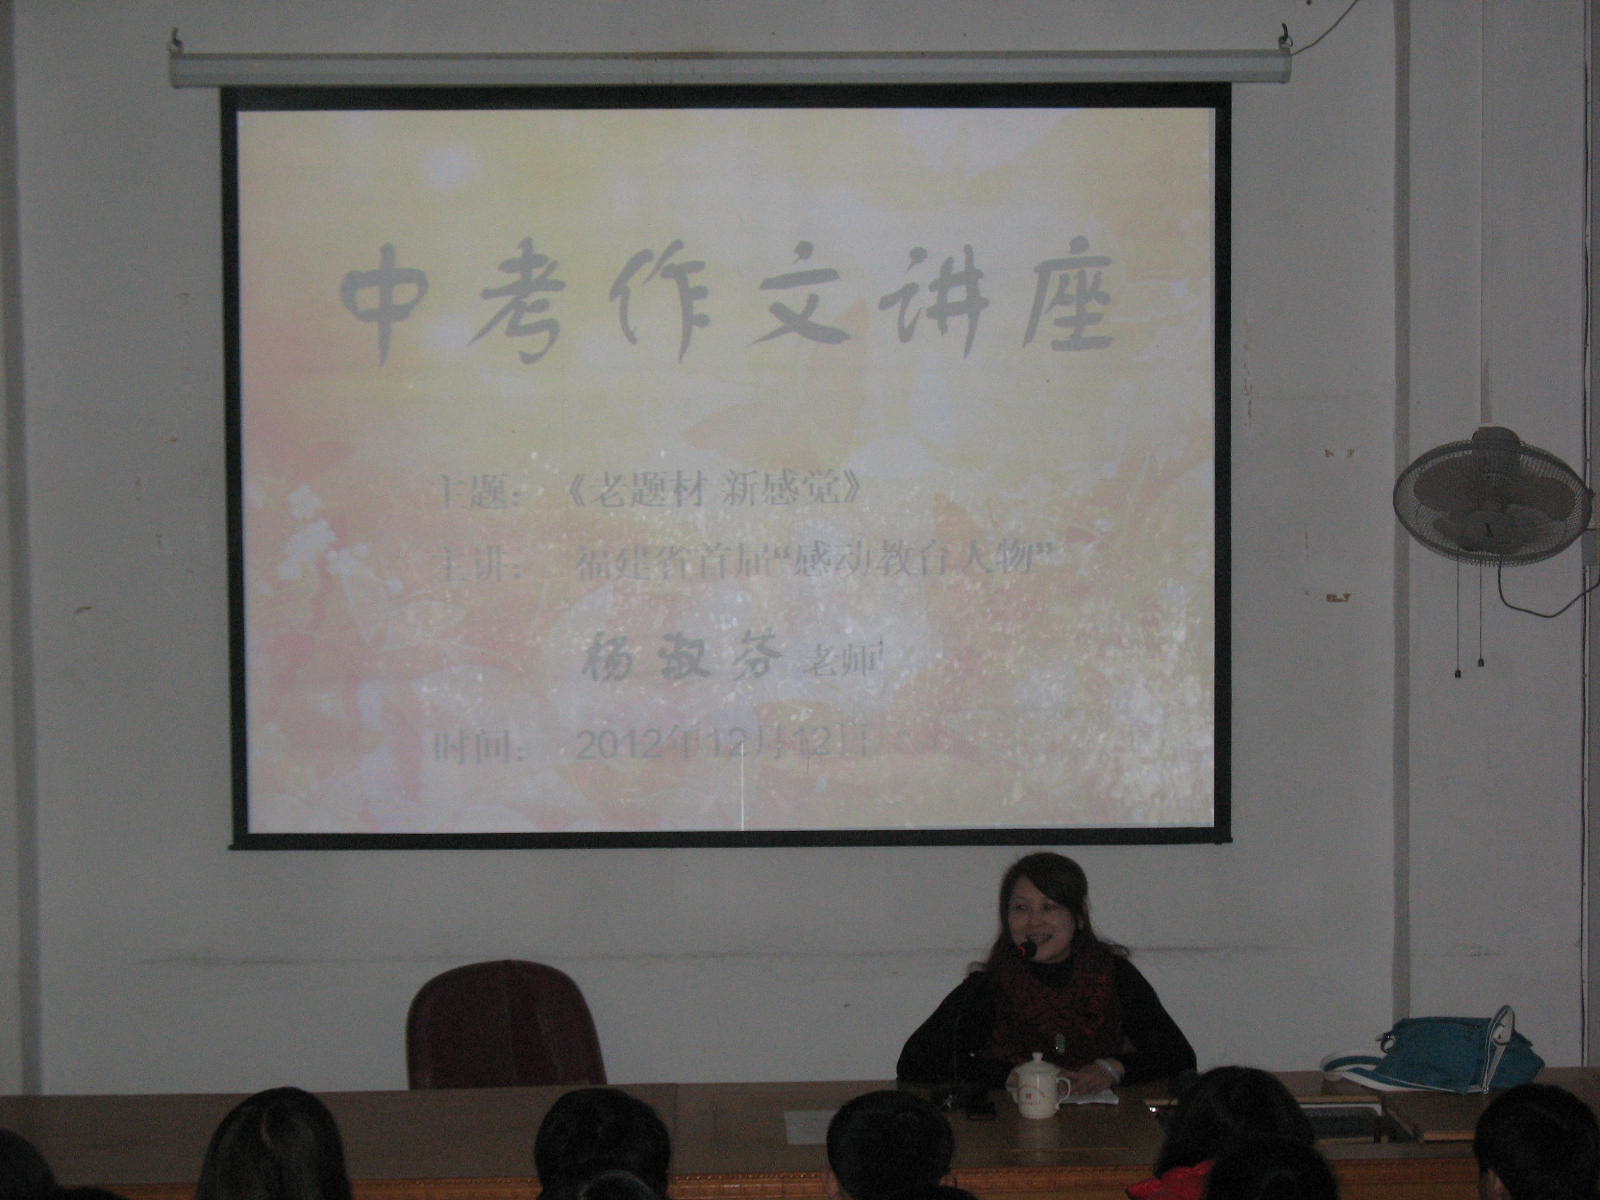 中考作文讲座
主题：《老题材 新感觉》
主讲： 福建省首届“感动教育人物”
杨淑芬 老师
时间： 2012年12月12日